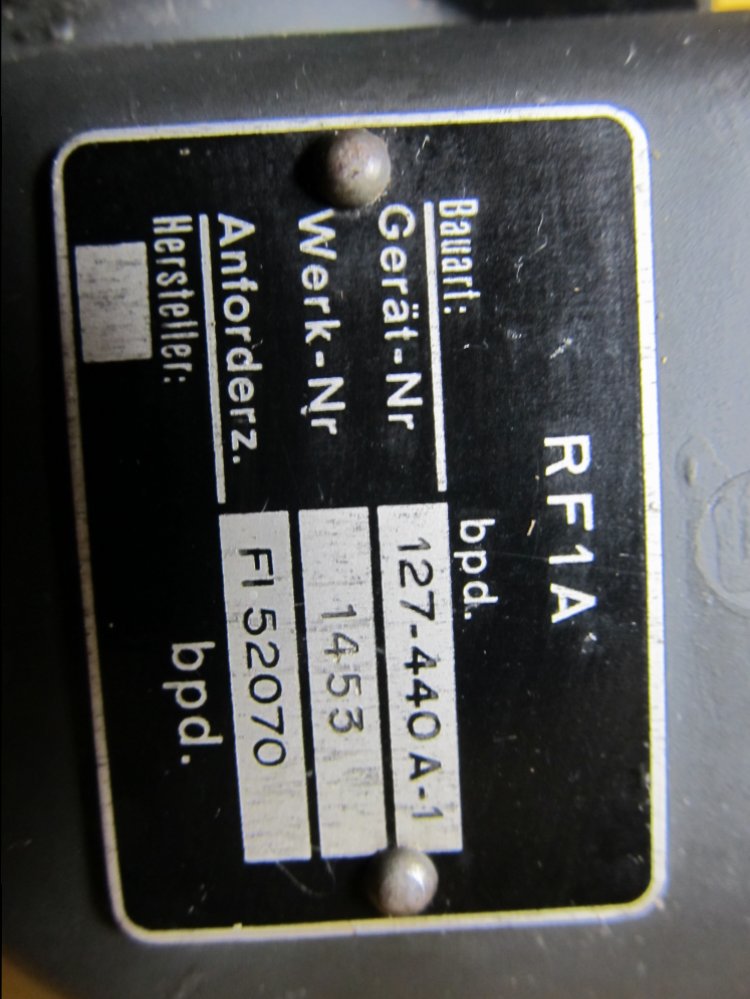 RF1A
Bauart: bpd.
Gerät-Nr 127-440A-1
Werk-Nr 1453
Anforderz. Fl 52070
Hersteller: bpd.